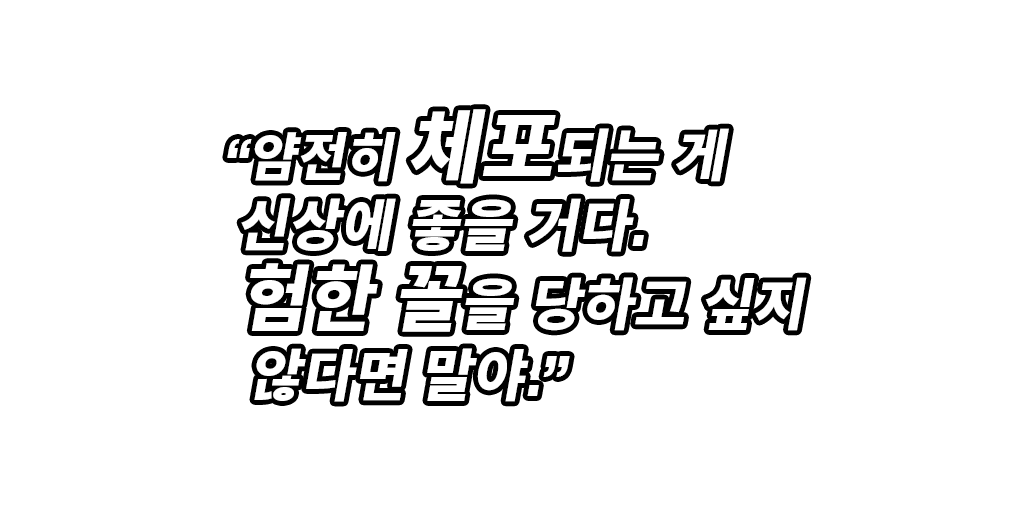 “얌전히 체포되는 게
신상에 좋을 거다.
험한 꼴을 당하고 싶지
않다면 말야.”